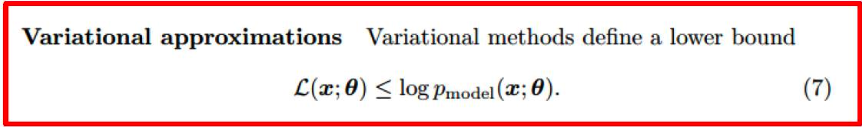 Variational approximations Variational methods define a lower bound
𝓛(𝒙; 𝜽) ≤ log p_model(𝒙; 𝜽). (7)